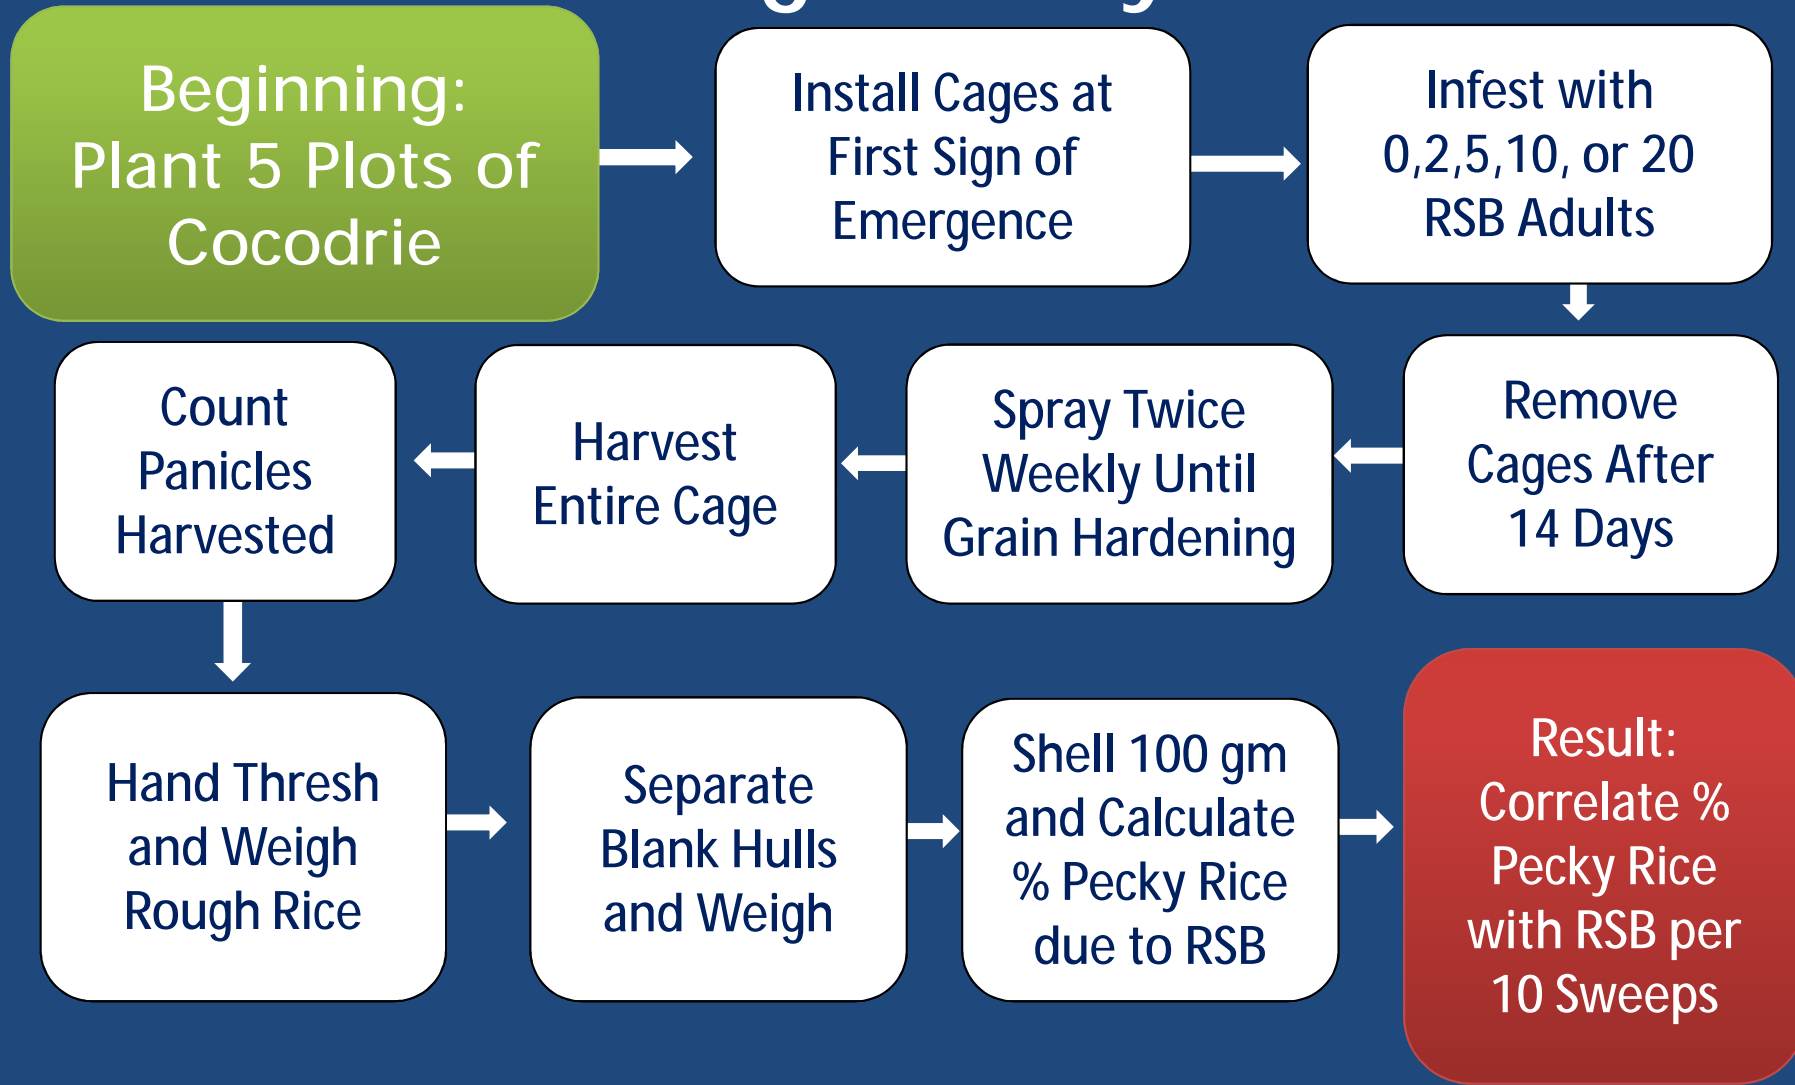 Beginning:
Plant 5 Plots of
Cocodrie
Install Cages at
First Sign of
Emergence
Infest with
0,2,5,10, or 20
RSB Adults
Remove
Cages After
14 Days
Spray Twice
Weekly Until
Grain Hardening
Harvest
Entire Cage
Count
Panicles
Harvested
Hand Thresh
and Weigh
Rough Rice
Separate
Blank Hulls
and Weigh
Shell 100 gm
and Calculate
% Pecky Rice
due to RSB
Result:
Correlate %
Pecky Rice
with RSB per
10 Sweeps